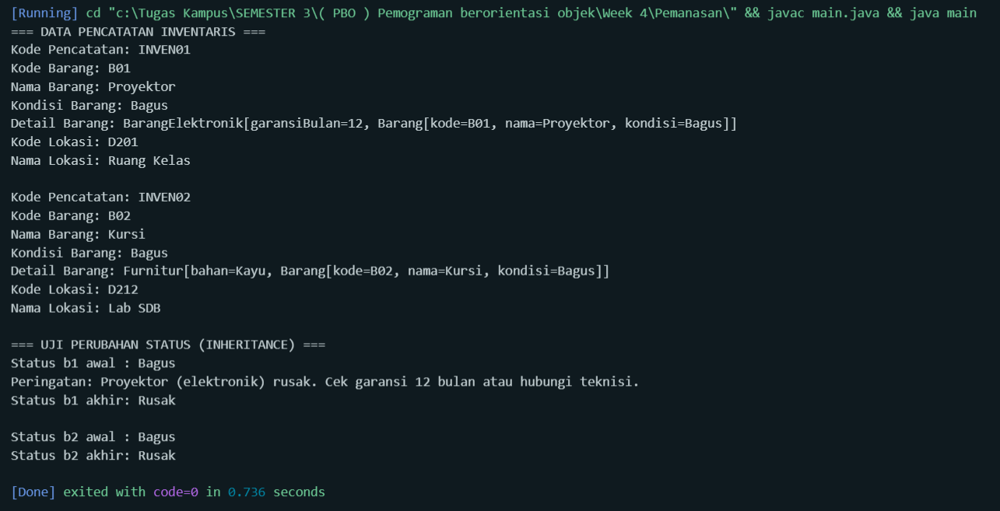 [Running] cd "c:\Tugas Kampus\SEMESTER 3\( PBO ) Pemograman berorientasi objek\Week 4\Pemanasan\" && javac main.java && java main
=== DATA PENCATATAN INVENTARIS ===
Kode Pencatatan: INVEN01
Kode Barang: B01
Nama Barang: Proyektor
Kondisi Barang: Bagus
Detail Barang: BarangElektronik[garansiBulan=12, Barang[kode=B01, nama=Proyektor, kondisi=Bagus]]
Kode Lokasi: D201
Nama Lokasi: Ruang Kelas

Kode Pencatatan: INVEN02
Kode Barang: B02
Nama Barang: Kursi
Kondisi Barang: Bagus
Detail Barang: Furnitur[bahan=Kayu, Barang[kode=B02, nama=Kursi, kondisi=Bagus]]
Kode Lokasi: D212
Nama Lokasi: Lab SDB

=== UJI PERUBAHAN STATUS (INHERITANCE) ===
Status b1 awal : Bagus
Peringatan: Proyektor (elektronik) rusak. Cek garansi 12 bulan atau hubungi teknisi.
Status b1 akhir: Rusak

Status b2 awal : Bagus
Status b2 akhir: Rusak

[Done] exited with code=0 in 0.736 seconds